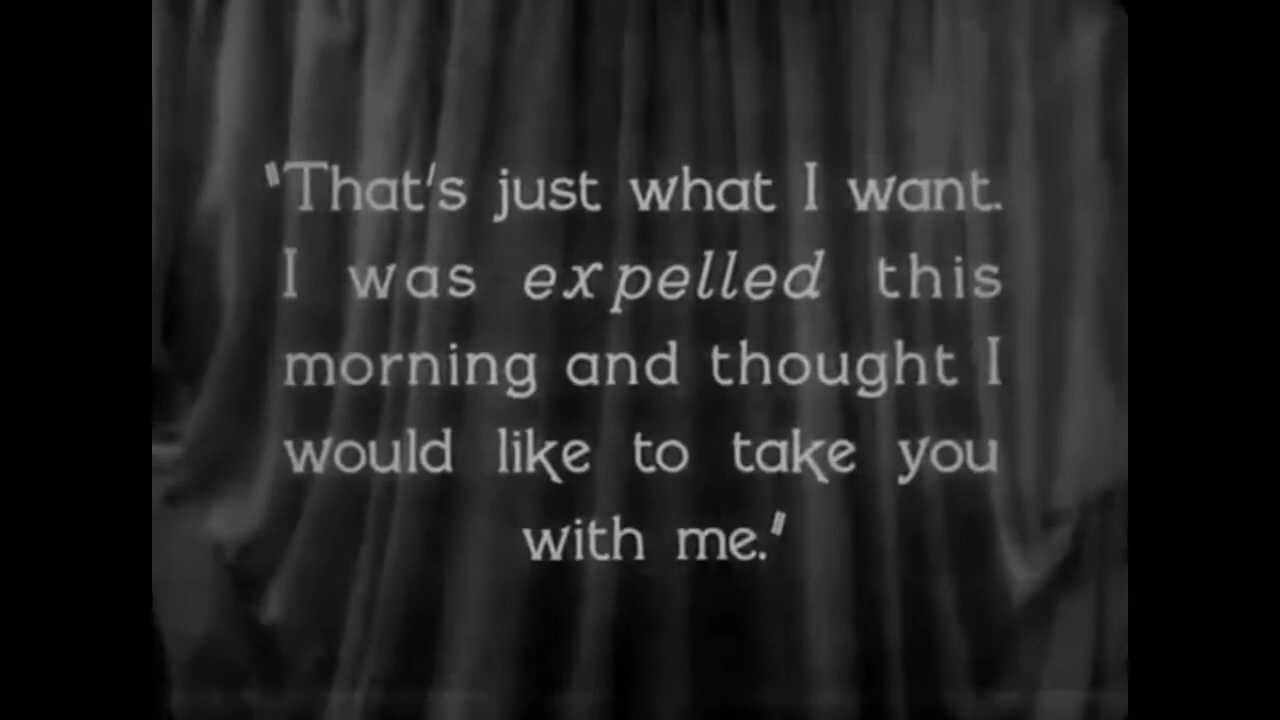 "That's just what I want.
I was expelled this
morning and thought I
would like to take you
with me."